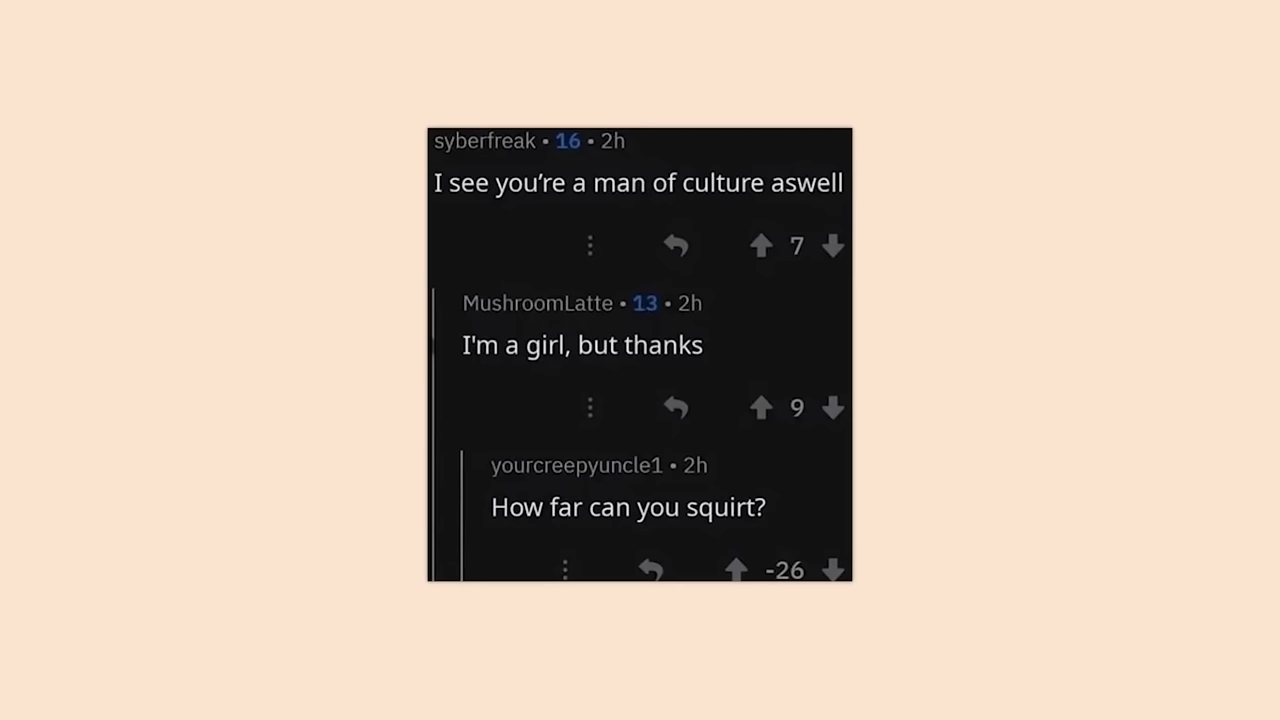 syberfreak • 16 • 2h
I see you're a man of culture aswell
7
MushroomLatte • 13 • 2h
I'm a girl, but thanks
9
yourcreepyuncle1 • 2h
How far can you squirt?
-26